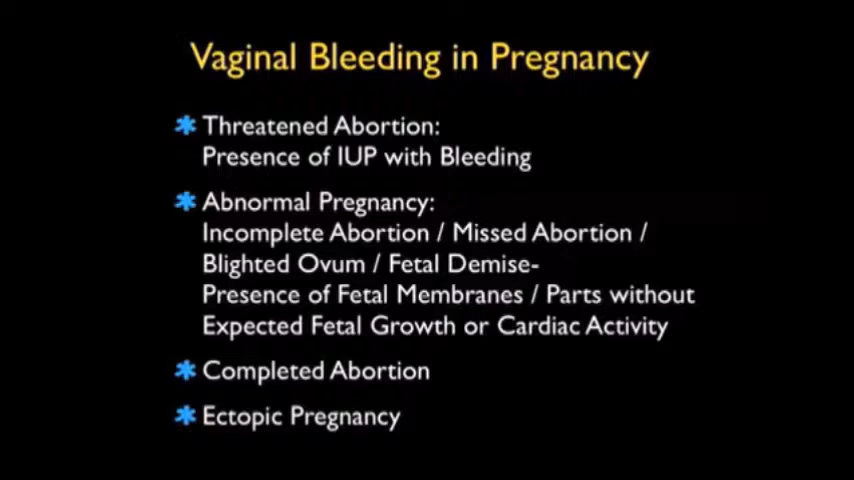 Vaginal Bleeding in Pregnancy
* Threatened Abortion:
Presence of IUP with Bleeding
* Abnormal Pregnancy:
Incomplete Abortion / Missed Abortion /
Blighted Ovum / Fetal Demise-
Presence of Fetal Membranes / Parts without
Expected Fetal Growth or Cardiac Activity
* Completed Abortion
* Ectopic Pregnancy